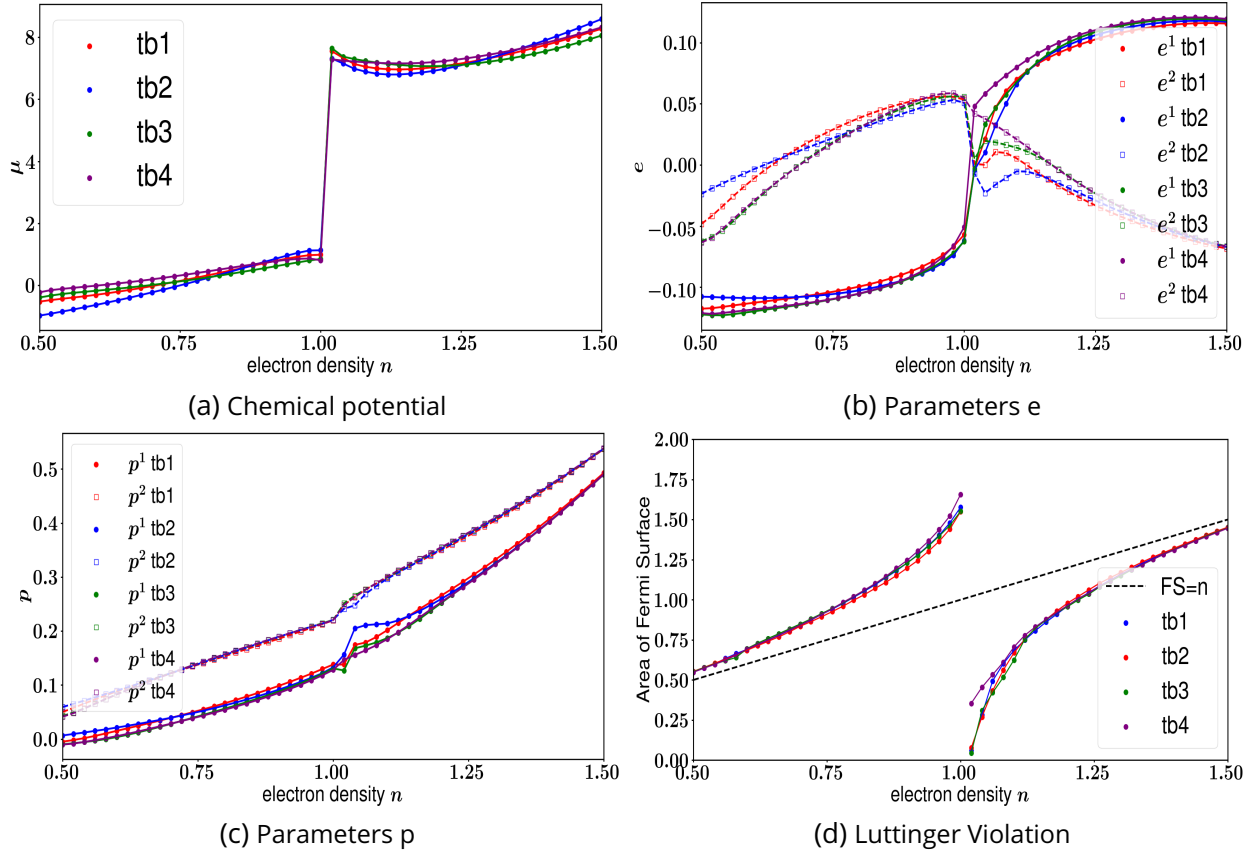 8
6
4
2
0
μ
tb1
tb2
tb3
tb4
0.50
0.75
1.00
1.25
1.50
electron density n
(a) Chemical potential
0.10
0.05
0.00
−0.05
−0.10
e
e¹ tb1
e² tb1
e¹ tb2
e² tb2
e¹ tb3
e² tb3
e¹ tb4
e² tb4
0.50
0.75
1.00
1.25
1.50
electron density n
(b) Parameters e
0.5
0.4
0.3
0.2
0.1
0.0
p
p¹ tb1
p² tb1
p¹ tb2
p² tb2
p¹ tb3
p² tb3
p¹ tb4
p² tb4
0.50
0.75
1.00
1.25
1.50
electron density n
(c) Parameters p
2.00
1.75
1.50
1.25
1.00
0.75
0.50
0.25
0.00
Area of Fermi Surface
FS=n
tb1
tb2
tb3
tb4
0.50
0.75
1.00
1.25
1.50
electron density n
(d) Luttinger Violation